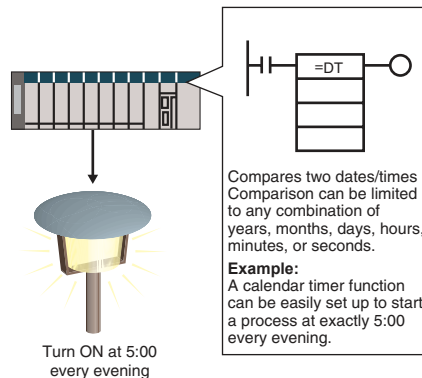 =DT
Compares two dates/times
Comparison can be limited
to any combination of
years, months, days, hours,
minutes, or seconds.
Example:
A calendar timer function
can be easily set up to start
a process at exactly 5:00
every evening.
Turn ON at 5:00
every evening